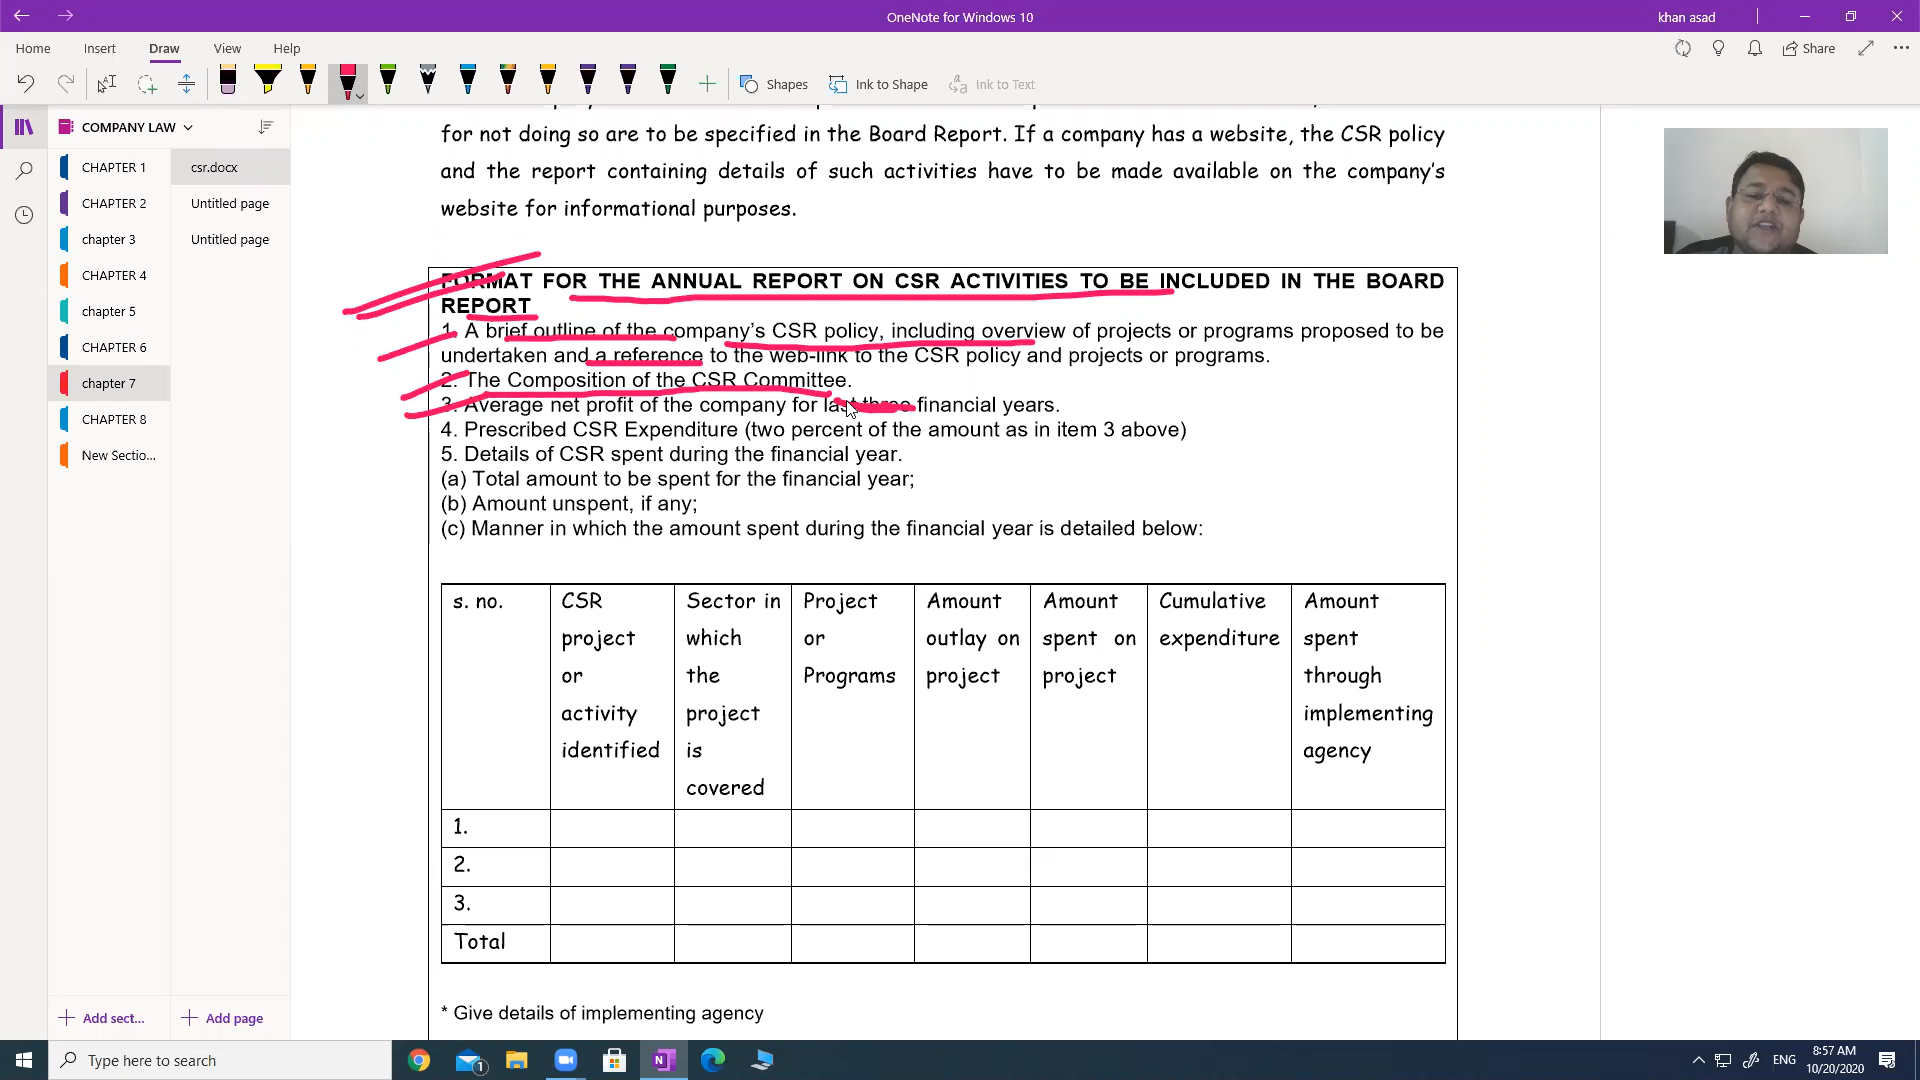 OneNote for Windows 10
khan asad
Home Insert Draw View Help
Share
Shapes
Ink to Shape
Ink to Text
COMPANY LAW
CHAPTER 1
CHAPTER 2
chapter 3
CHAPTER 4
chapter 5
CHAPTER 6
chapter 7
CHAPTER 8
New Sectio...
csr.docx
Untitled page
Untitled page
for not doing so are to be specified in the Board Report. If a company has a website, the CSR policy
and the report containing details of such activities have to be made available on the company's
website for informational purposes.
FORMAT FOR THE ANNUAL REPORT ON CSR ACTIVITIES TO BE INCLUDED IN THE BOARD
REPORT
1. A brief outline of the company's CSR policy, including overview of projects or programs proposed to be
undertaken and a reference to the web-link to the CSR policy and projects or programs.
2. The Composition of the CSR Committee.
3. Average net profit of the company for last three financial years.
4. Prescribed CSR Expenditure (two percent of the amount as in item 3 above)
5. Details of CSR spent during the financial year.
(a) Total amount to be spent for the financial year;
(b) Amount unspent, if any;
(c) Manner in which the amount spent during the financial year is detailed below:
s. no.
CSR
project
or
activity
identified
Sector in
which
the
project
is
covered
Project
or
Programs
Amount
outlay on
project
Amount
spent on
project
Cumulative
expenditure
Amount
spent
through
implementing
agency
1.
2.
3.
Total
* Give details of implementing agency
Add sect...
Add page
Type here to search
1
ENG
8:57 AM
10/20/2020